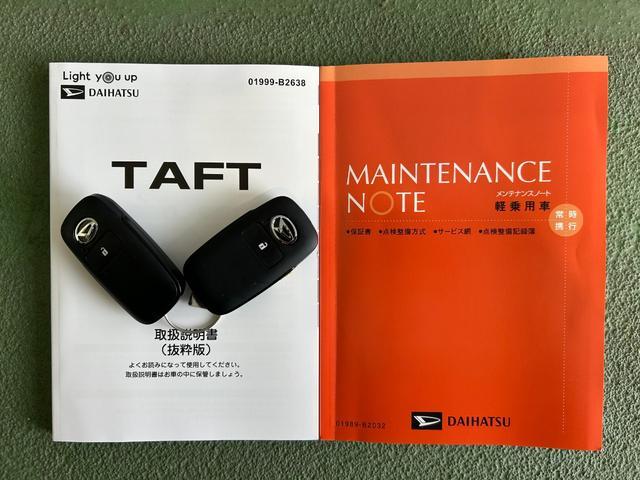 Light you up
DAIHATSU
01999-B2638
TAFT
取扱説明書
（抜粋版）
よくお読みになって使用してください。
取扱説明書はお車の中に保管しましょう。
MAINTENANCE
NOTE
メンテナンスノート
軽乗用車
常時
携行
●保証書 ●点検整備方式 ●サービス網 ●点検整備記録簿
01989-B2032
DAIHATSU